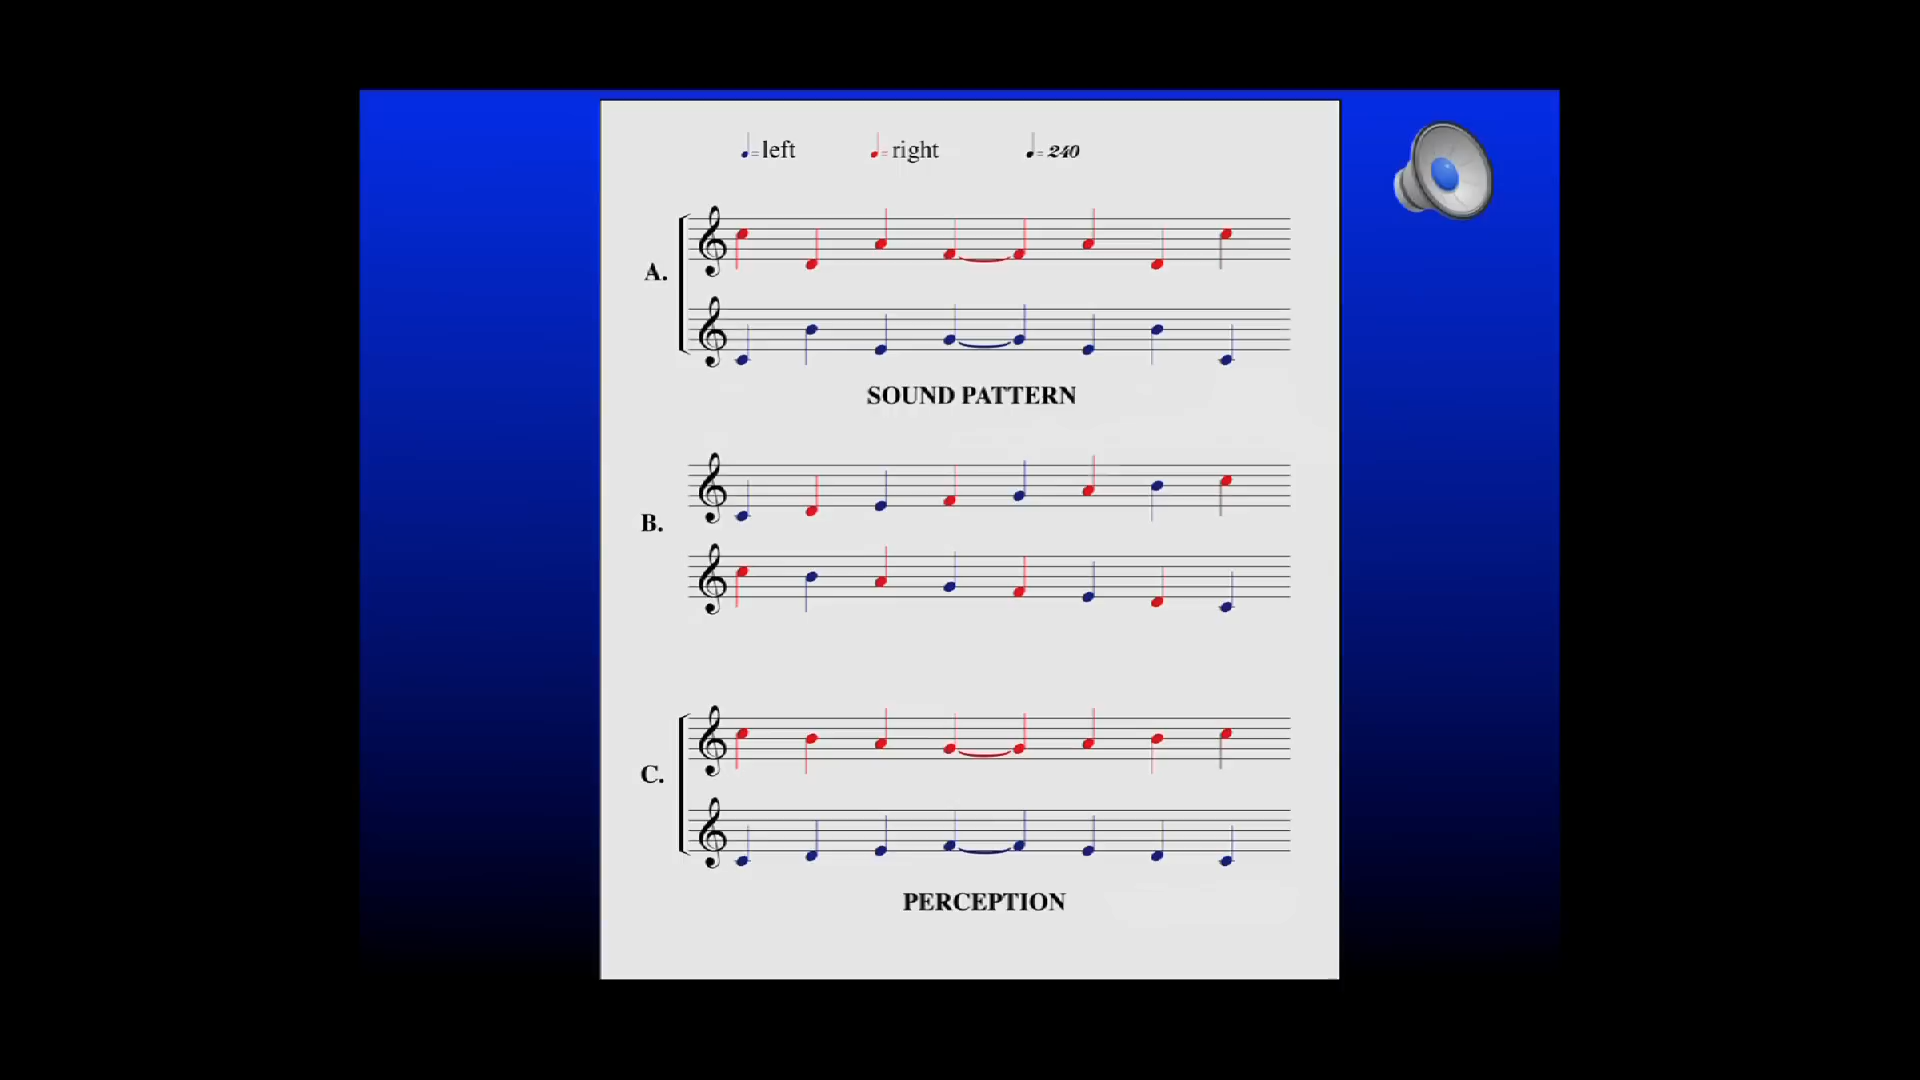 ♩= left ♩= right ♩= 240
A.
SOUND PATTERN
B.
C.
PERCEPTION